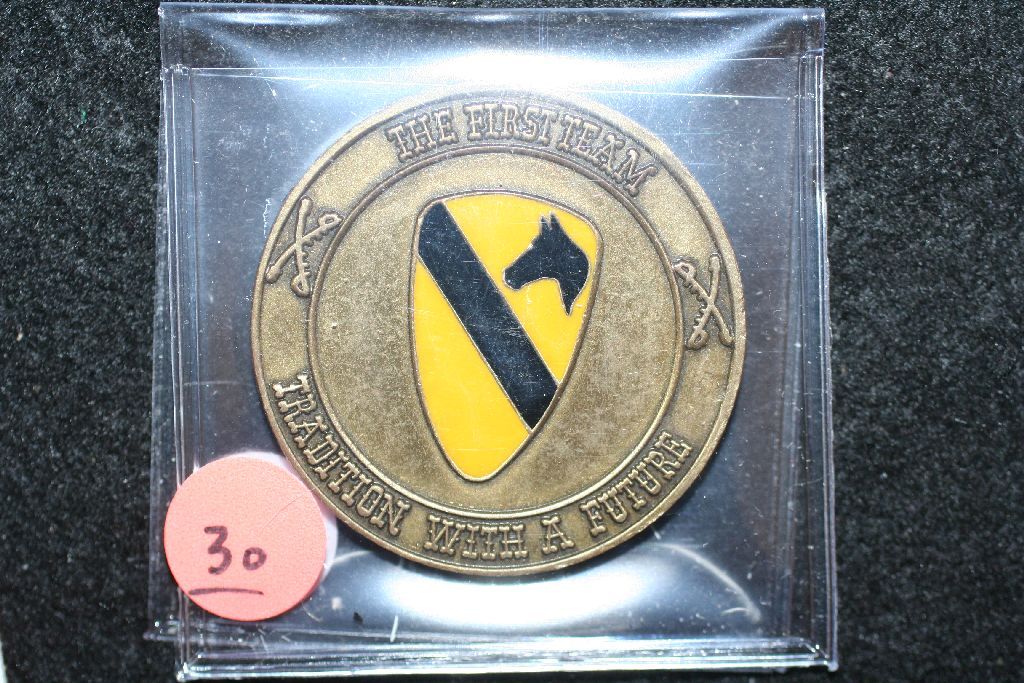 THE FIRST TEAM
TRADITION WITH A FUTURE
30